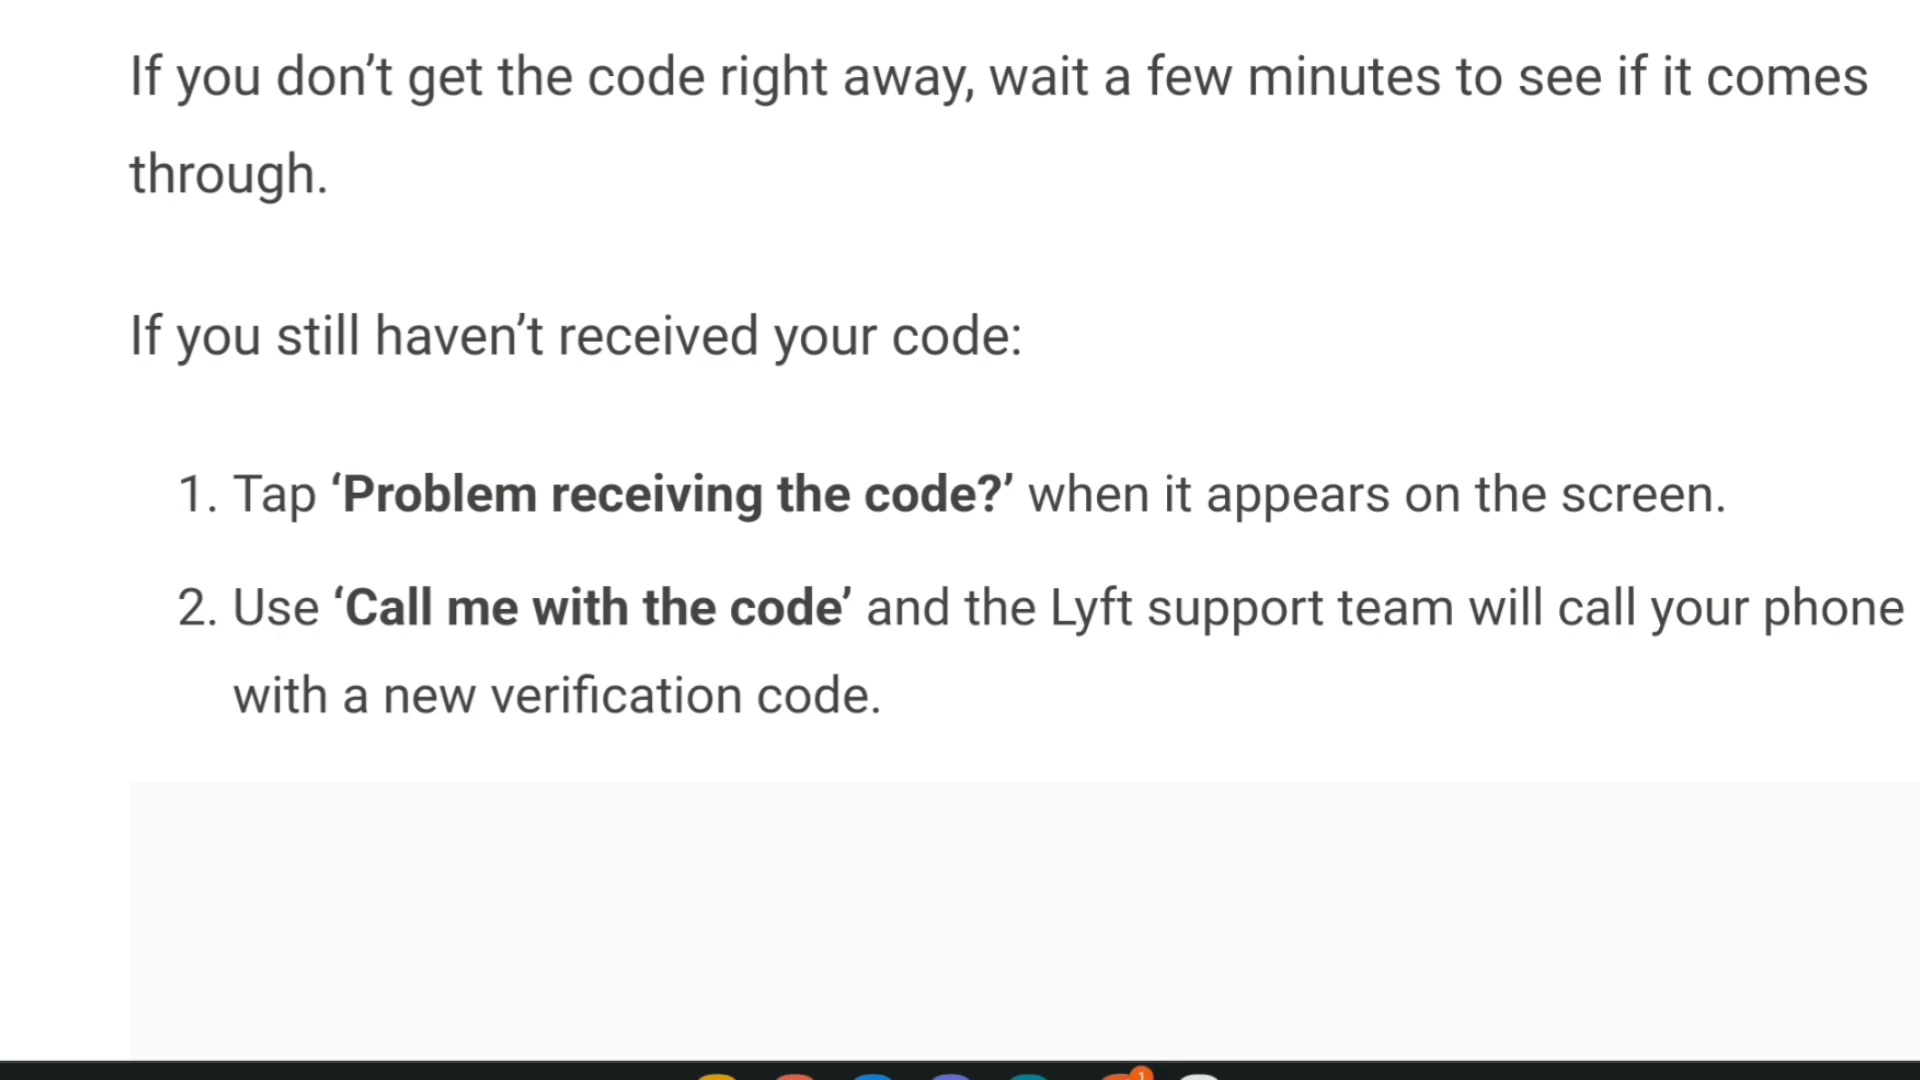 If you don’t get the code right away, wait a few minutes to see if it comes
through.
If you still haven’t received your code:
1. Tap ‘Problem receiving the code?’ when it appears on the screen.
2. Use ‘Call me with the code’ and the Lyft support team will call your phone
with a new verification code.
1